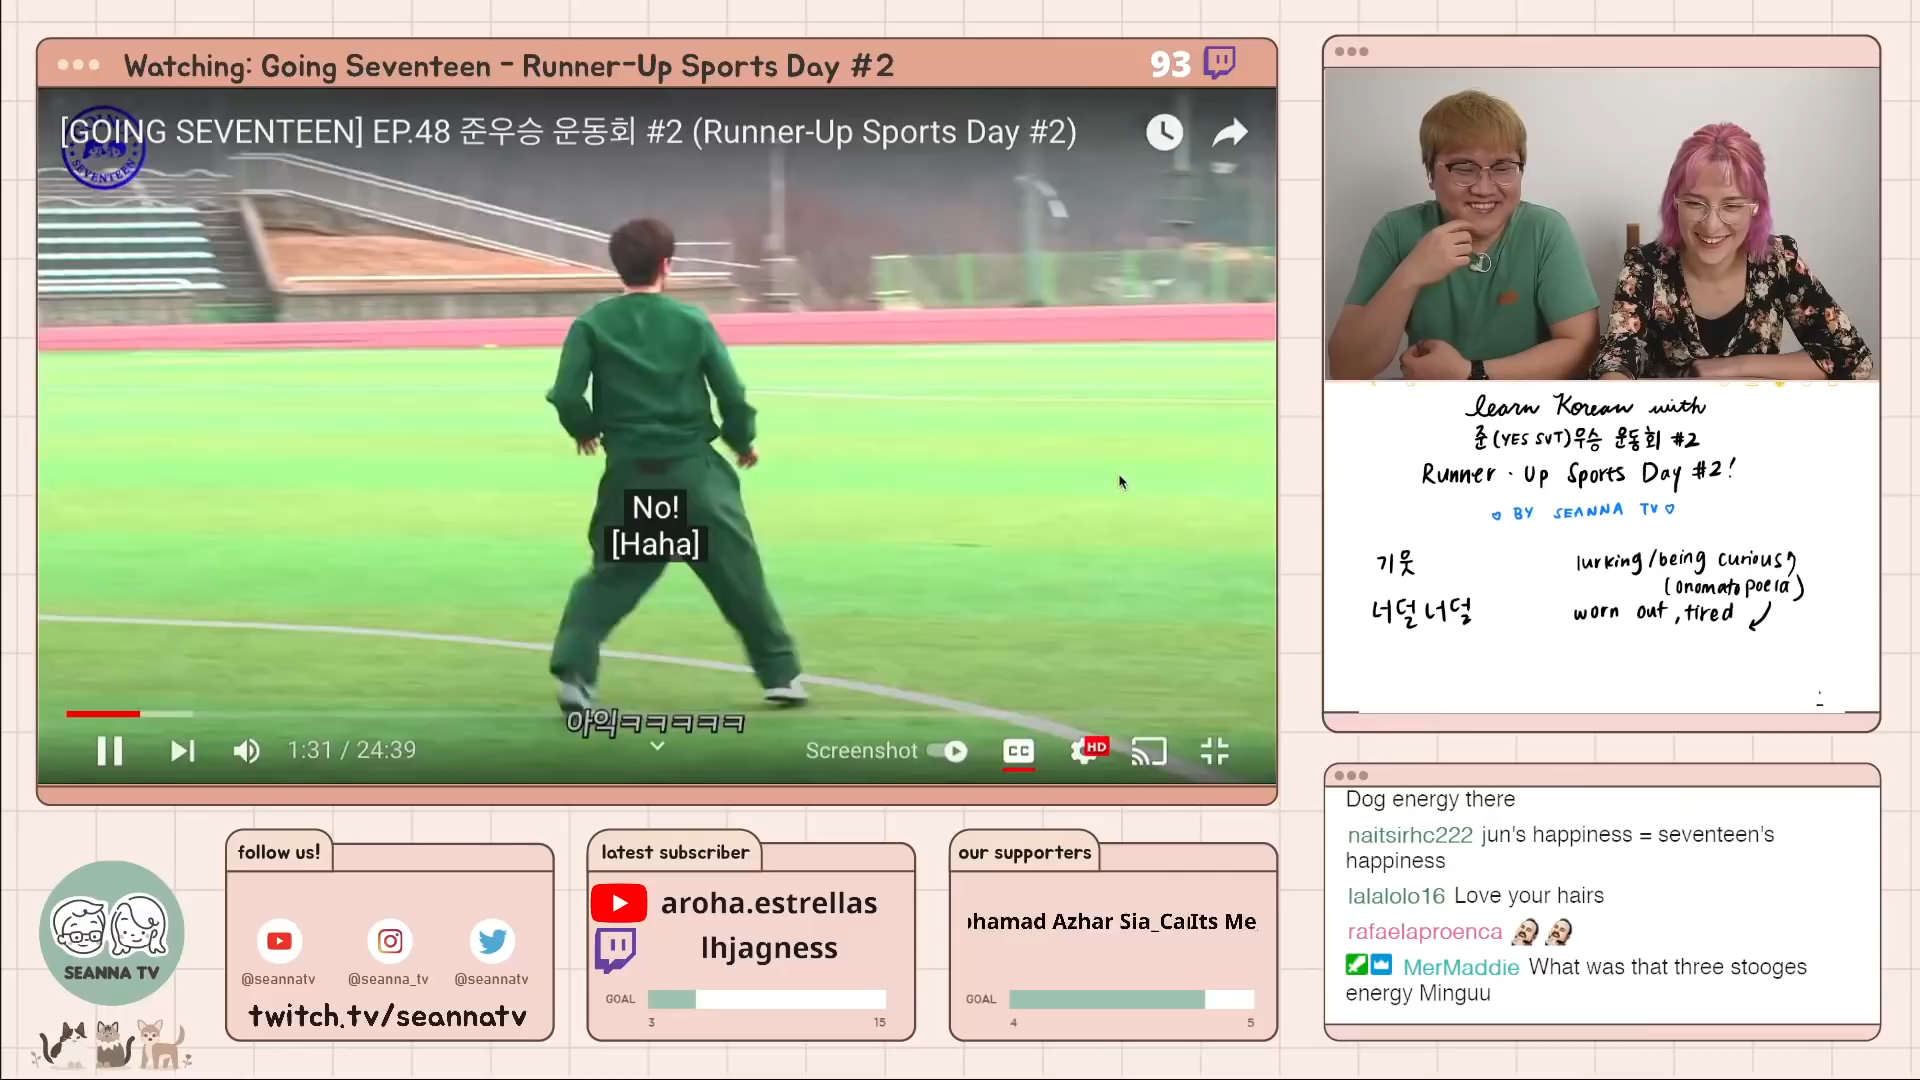 Watching: Going Seventeen - Runner-Up Sports Day #2
93
[GOING SEVENTEEN] EP.48 준우승 운동회 #2 (Runner-Up Sports Day #2)
SEVENTEEN
No!
[Haha]
아익ㅋㅋㅋㅋㅋ
1:31 / 24:39
Screenshot
CC
HD
learn Korean with
준(YES SVT)우승 운동회 #2
Runner-Up Sports Day #2!
♡ BY SEANNA TV ♡
기웃
lurking/being curious
(onomatopoeia)
너덜너덜
worn out, tired
Dog energy there
naitsirhc222 jun's happiness = seventeen's
happiness
lalalolo16 Love your hairs
rafaelaproenca
MerMaddie What was that three stooges
energy Minguu
SEANNA TV
follow us!
@seannatv
@seanna_tv
@seannatv
twitch.tv/seannatv
latest subscriber
aroha.estrellas
lhjagness
GOAL
3
15
our supporters
hamad Azhar Sia_Ca Its Me
GOAL
4
5